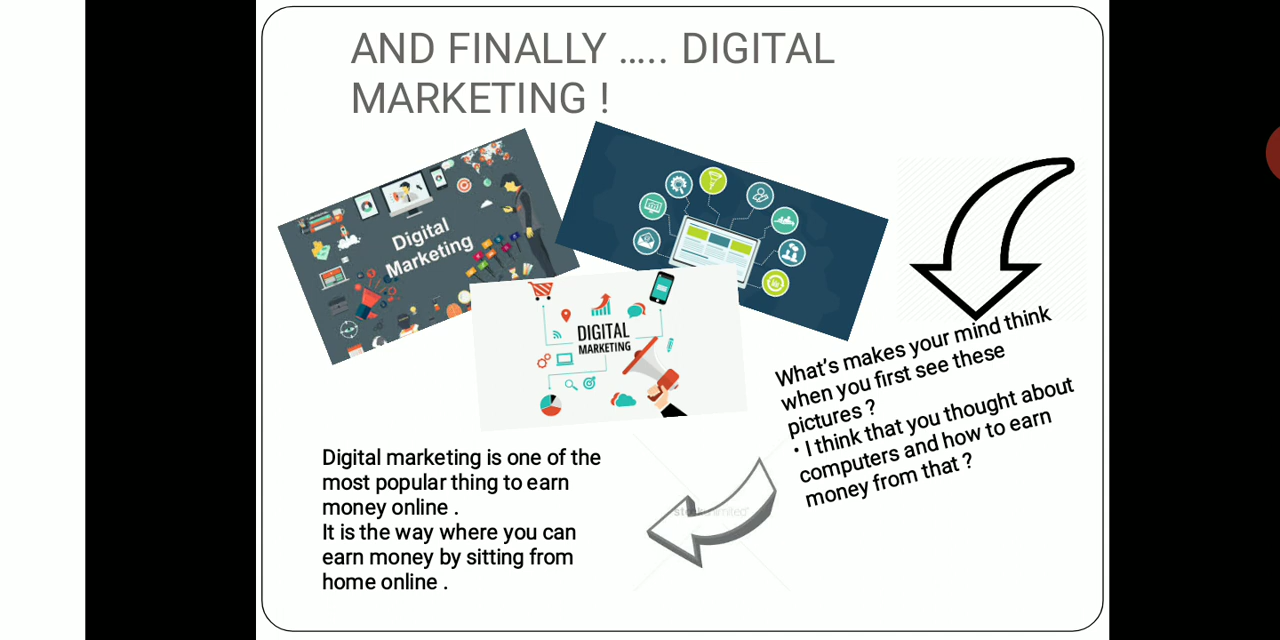 AND FINALLY ..... DIGITAL
MARKETING !
Digital
Marketing
DIGITAL
MARKETING
What's makes your mind think
when you first see these
pictures ?
• I think that you thought about
computers and how to earn
money from that ?
Digital marketing is one of the
most popular thing to earn
money online .
It is the way where you can
earn money by sitting from
home online .